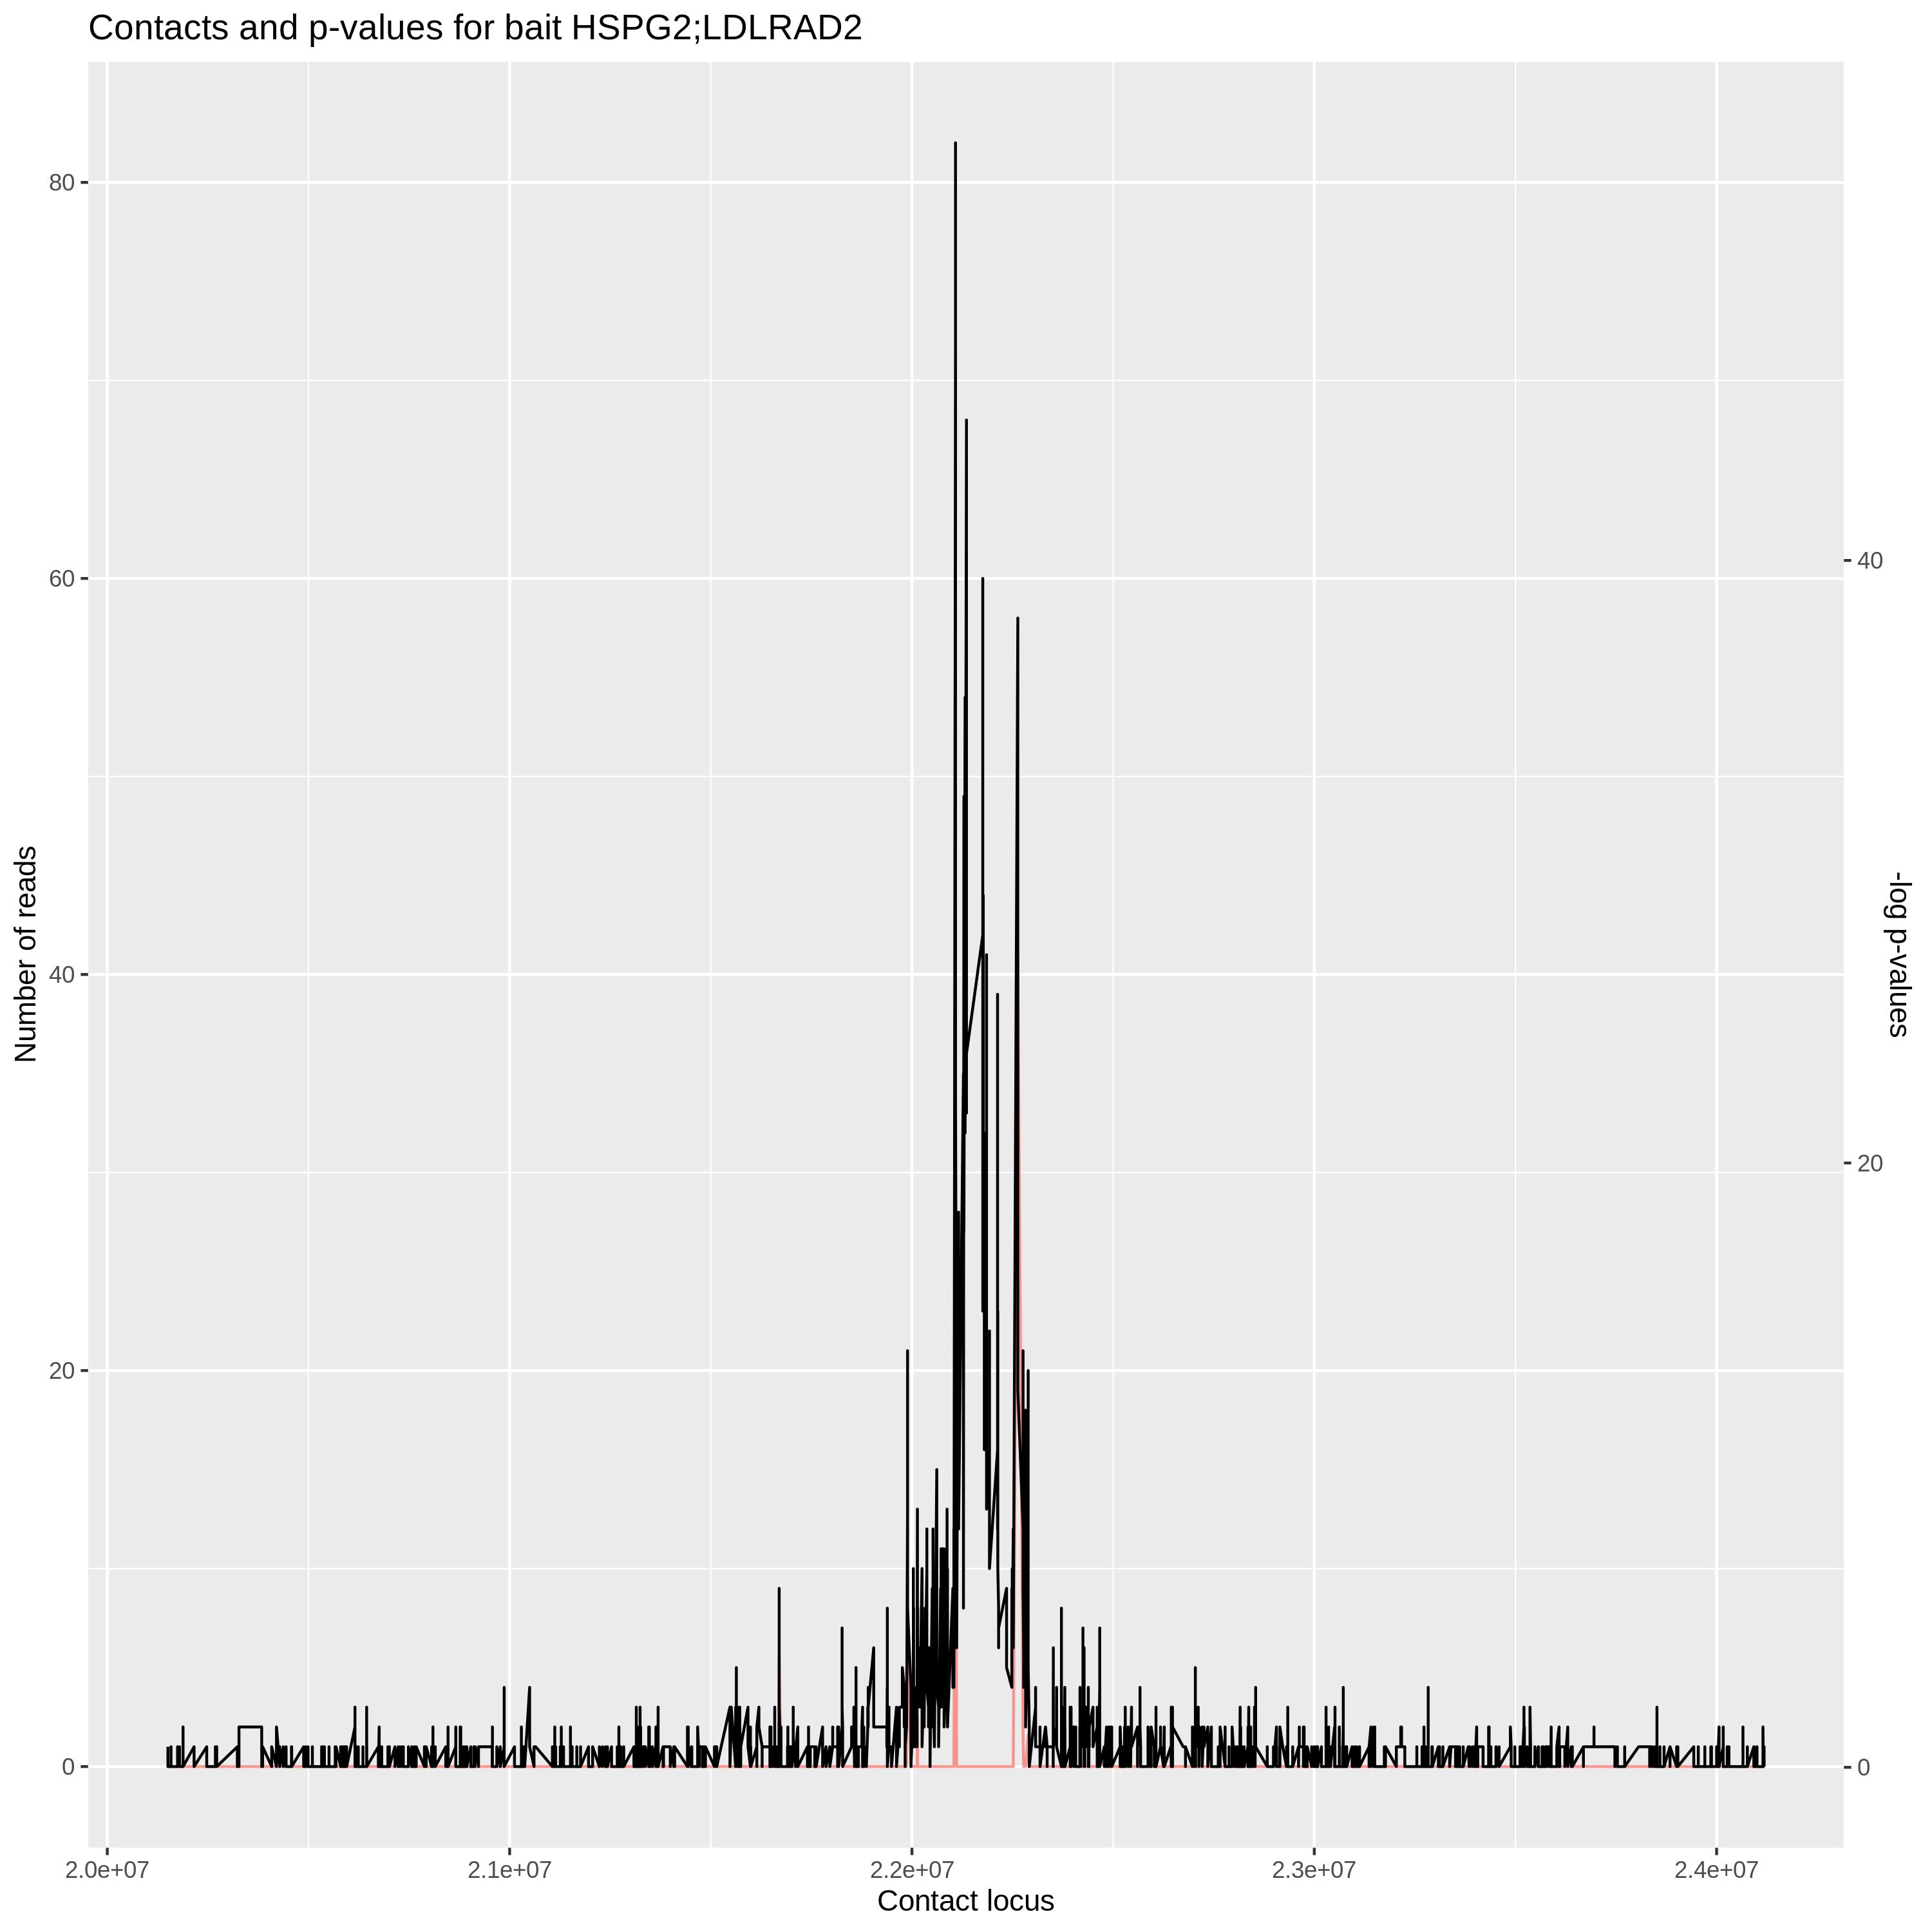 Contacts and p-values for bait HSPG2;LDLRAD2
80
60
40
20
0
Number of reads
40
20
0
-log p-values
2.0e+07
2.1e+07
2.2e+07
2.3e+07
2.4e+07
Contact locus